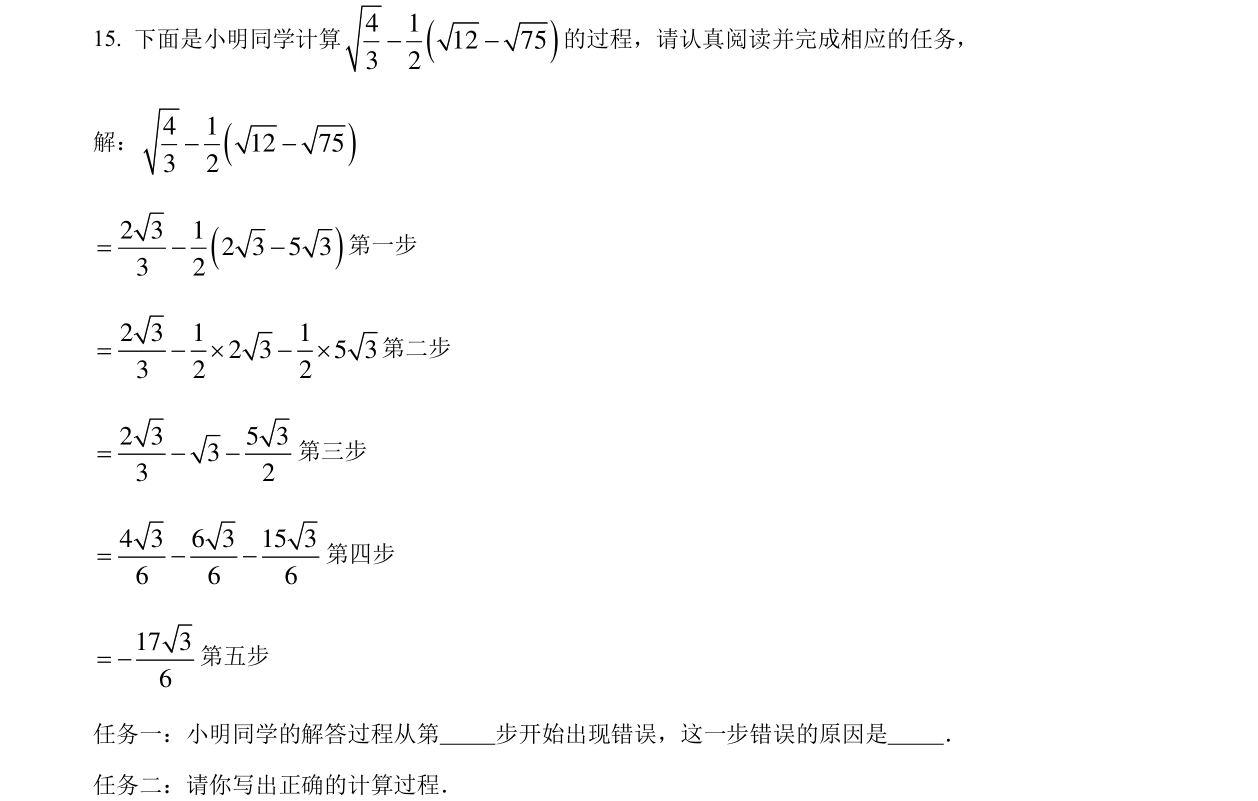 15. 下面是小明同学计算√(4/3) − 1/2(√12 − √75)的过程，请认真阅读并完成相应的任务，
解：√(4/3) − 1/2(√12 − √75)
= 2√3/3 − 1/2(2√3 − 5√3)第一步
= 2√3/3 − 1/2 × 2√3 − 1/2 × 5√3第二步
= 2√3/3 − √3 − 5√3/2 第三步
= 4√3/6 − 6√3/6 − 15√3/6 第四步
= − 17√3/6 第五步
任务一：小明同学的解答过程从第_____步开始出现错误，这一步错误的原因是_____．
任务二：请你写出正确的计算过程．